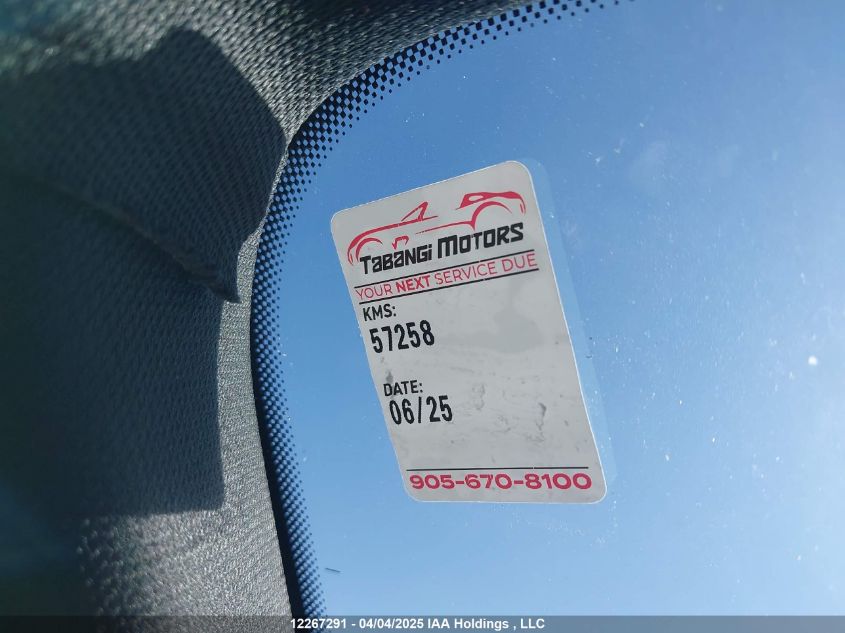 TABANGI MOTORS
YOUR NEXT SERVICE DUE
KMS:
57258
DATE:
06/25
905-670-8100
12267291 - 04/04/2025 IAA Holdings , LLC